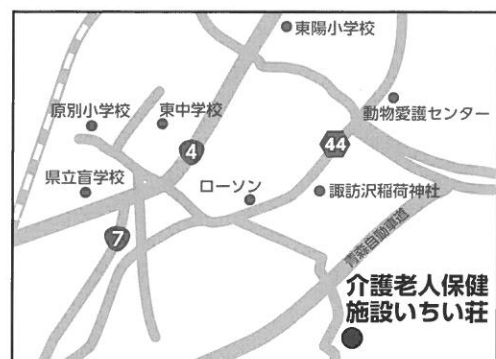 東陽小学校
動物愛護センター
原別小学校
東中学校
4
44
県立盲学校
ローソン
諏訪沢稲荷神社
7
青森自動車道
介護老人保健
施設いちい荘